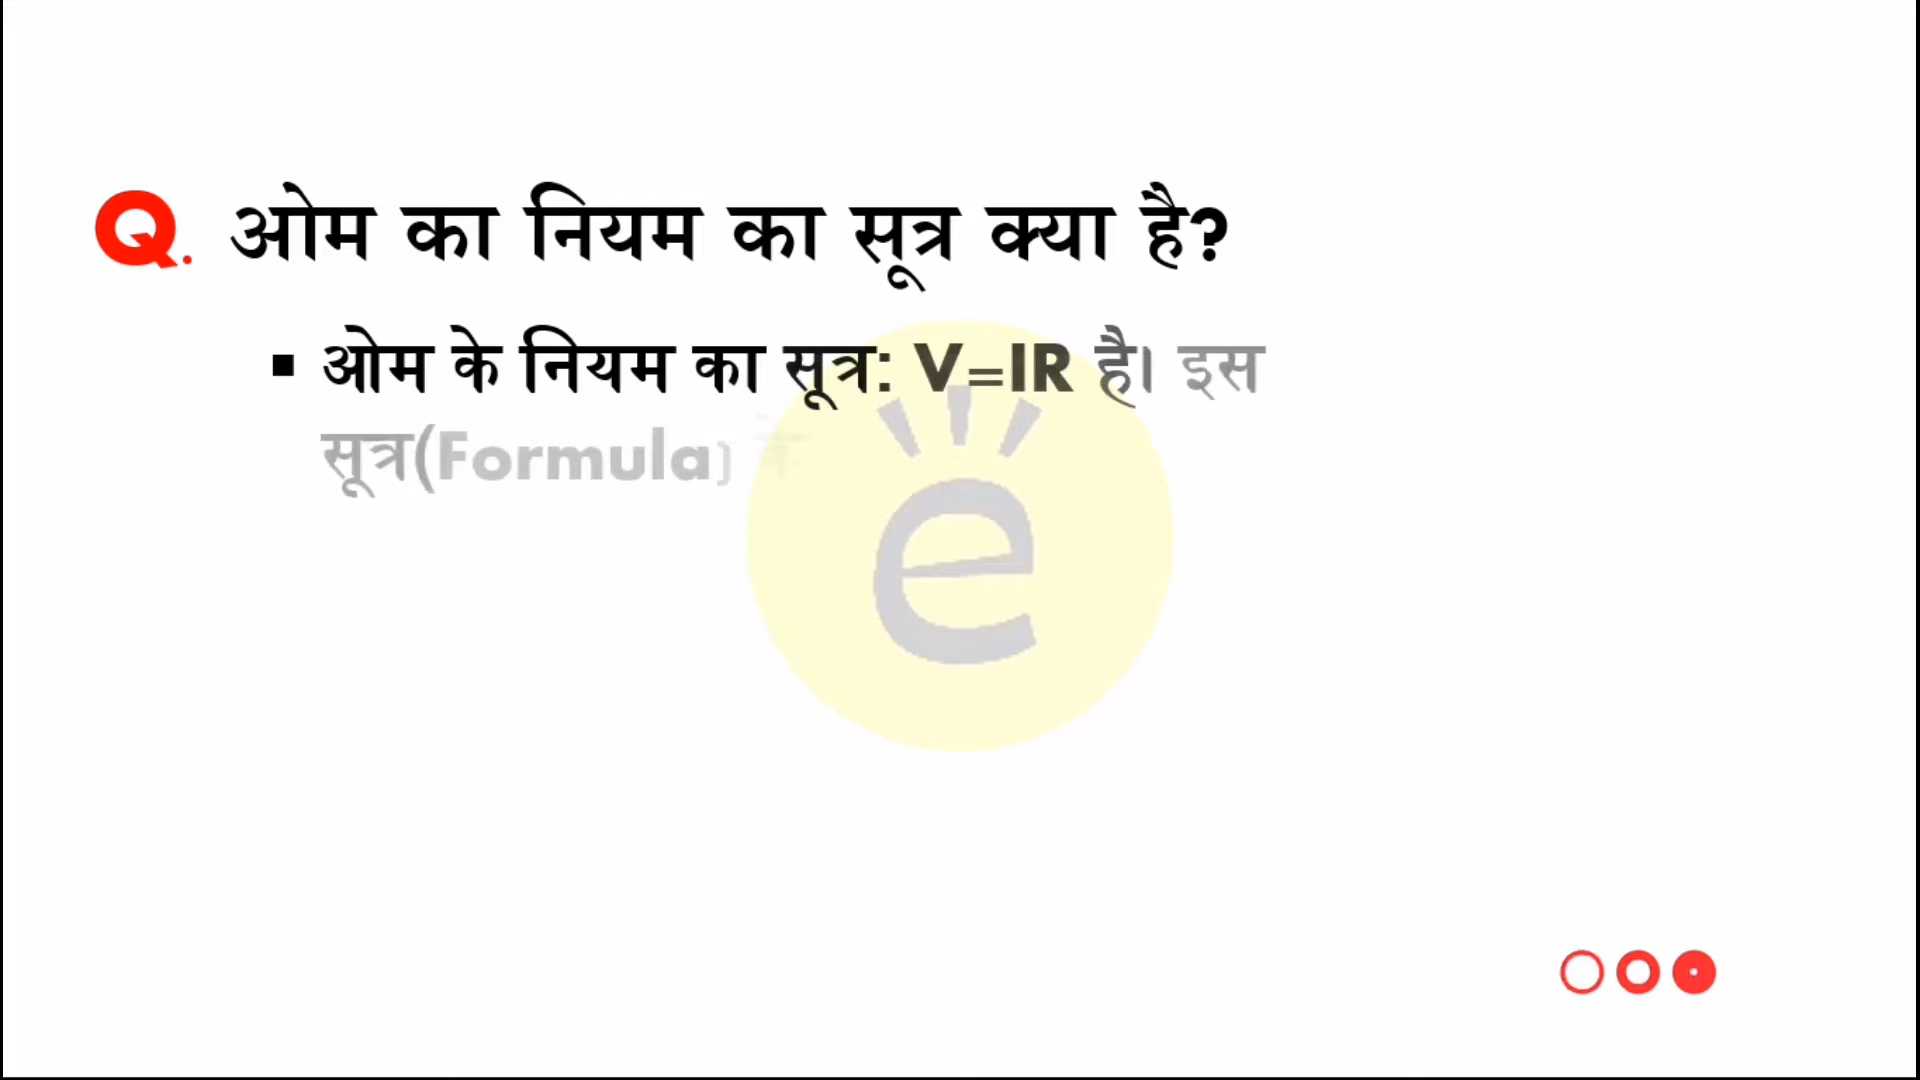 Q. ओम का नियम का सूत्र क्या है?
▪ ओम के नियम का सूत्र: V=IR है। इस
सूत्र(Formula)
e